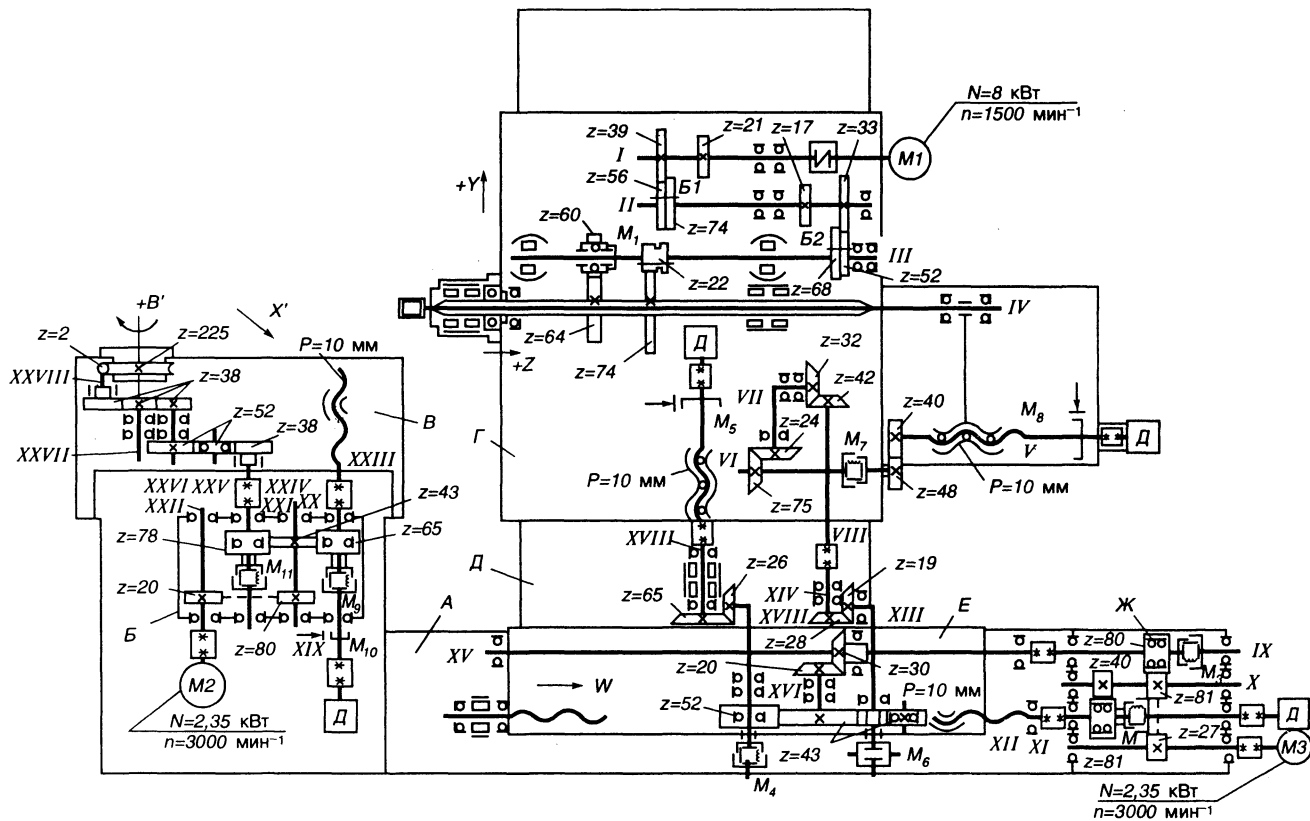 N=8 кВт
n=1500 мин⁻¹
z=39
z=21
z=17
z=33
I
M1
z=56
Б1
+Y
II
z=60
M₁
z=74
Б2
III
z=22
z=68
z=52
+B'
X'
z=2
z=225
P=10 мм
IV
+Z
z=64
z=74
Д
z=32
XXVIII
z=38
VII
z=42
z=40
M₈
z=52
z=38
В
Г
M₅
z=24
M₇
Д
V
XXVII
P=10 мм
VI
z=48
P=10 мм
XXIII
z=75
XXVI
XXV
XXIV
XX
z=43
XXII
XXI
z=65
XVIII
VIII
z=78
Д
z=26
z=19
M₁₁
z=20
M₉
z=65
XIV
XIII
А
XVIII
Е
Ж
Б
z=80
XIX
M₁₀
XV
z=28
z=80
z=20
z=30
IX
z=40
M
W
XVI
P=10 мм
X
M2
z=52
z=81
Д
M
Д
N=2,35 кВт
n=3000 мин⁻¹
z=43
M₆
XII
XI
z=27
M3
M₄
z=81
N=2,35 кВт
n=3000 мин⁻¹